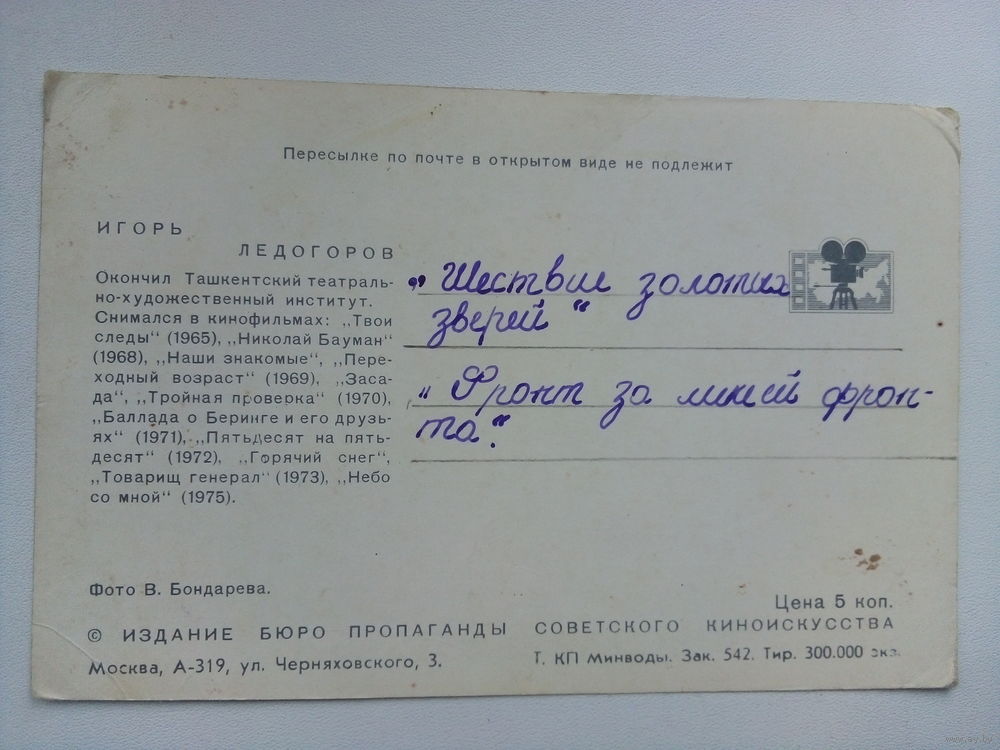 Пересылке по почте в открытом виде не подлежит
ИГОРЬ
ЛЕДОГОРОВ
Окончил Ташкентский театраль-
но-художественный институт.
Снимался в кинофильмах: „Твои
следы“ (1965), „Николай Бауман“
(1968), „Наши знакомые“, „Пере-
ходный возраст“ (1969), „Заса-
да“, „Тройная проверка“ (1970),
„Баллада о Беринге и его друзь-
ях“ (1971), „Пятьдесят на пять-
десят“ (1972), „Горячий снег“,
„Товарищ генерал“ (1973), „Небо
со мной“ (1975).
„Шествие золотих
зверей“
„Фронт за линией фрон-
та“.
Фото В. Бондарева.
Цена 5 коп.
© ИЗДАНИЕ БЮРО ПРОПАГАНДЫ СОВЕТСКОГО КИНОИСКУССТВА
Москва, А-319, ул. Черняховского, 3.
Т. КП Минводы. Зак. 542. Тир. 300.000 экз.